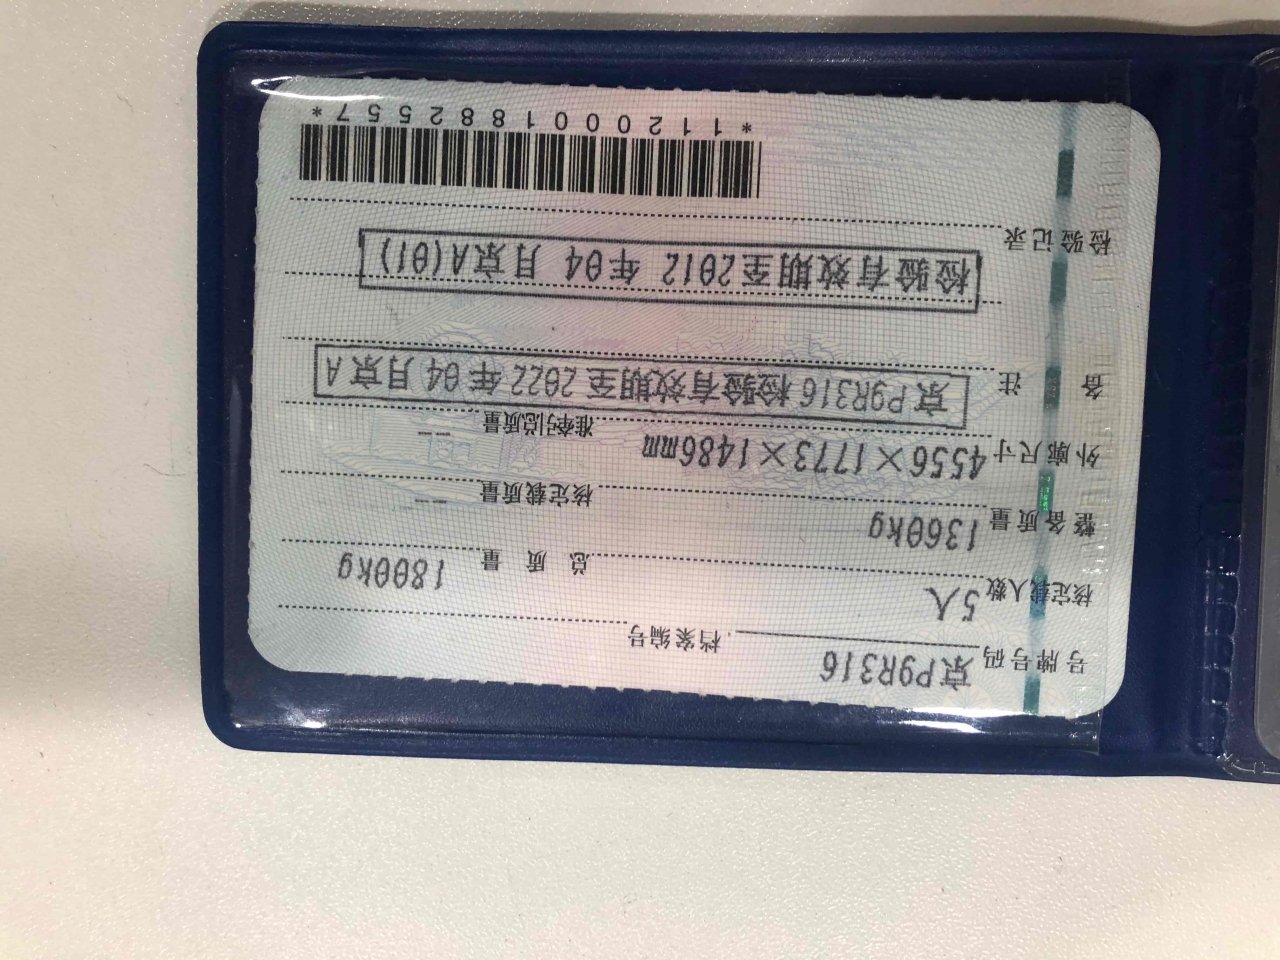 号牌号码 京P9R316 档案编号
核定载人数 5人 总质量 1800kg
整备质量 1360kg 核定载质量 --
外廓尺寸 4556×1773×1486mm 准牵引总质量 --
备注 京P9R316 检验有效期至2022年04月京A
检验有效期至2012年04月京A(01)
检验记录
*1120001882557*